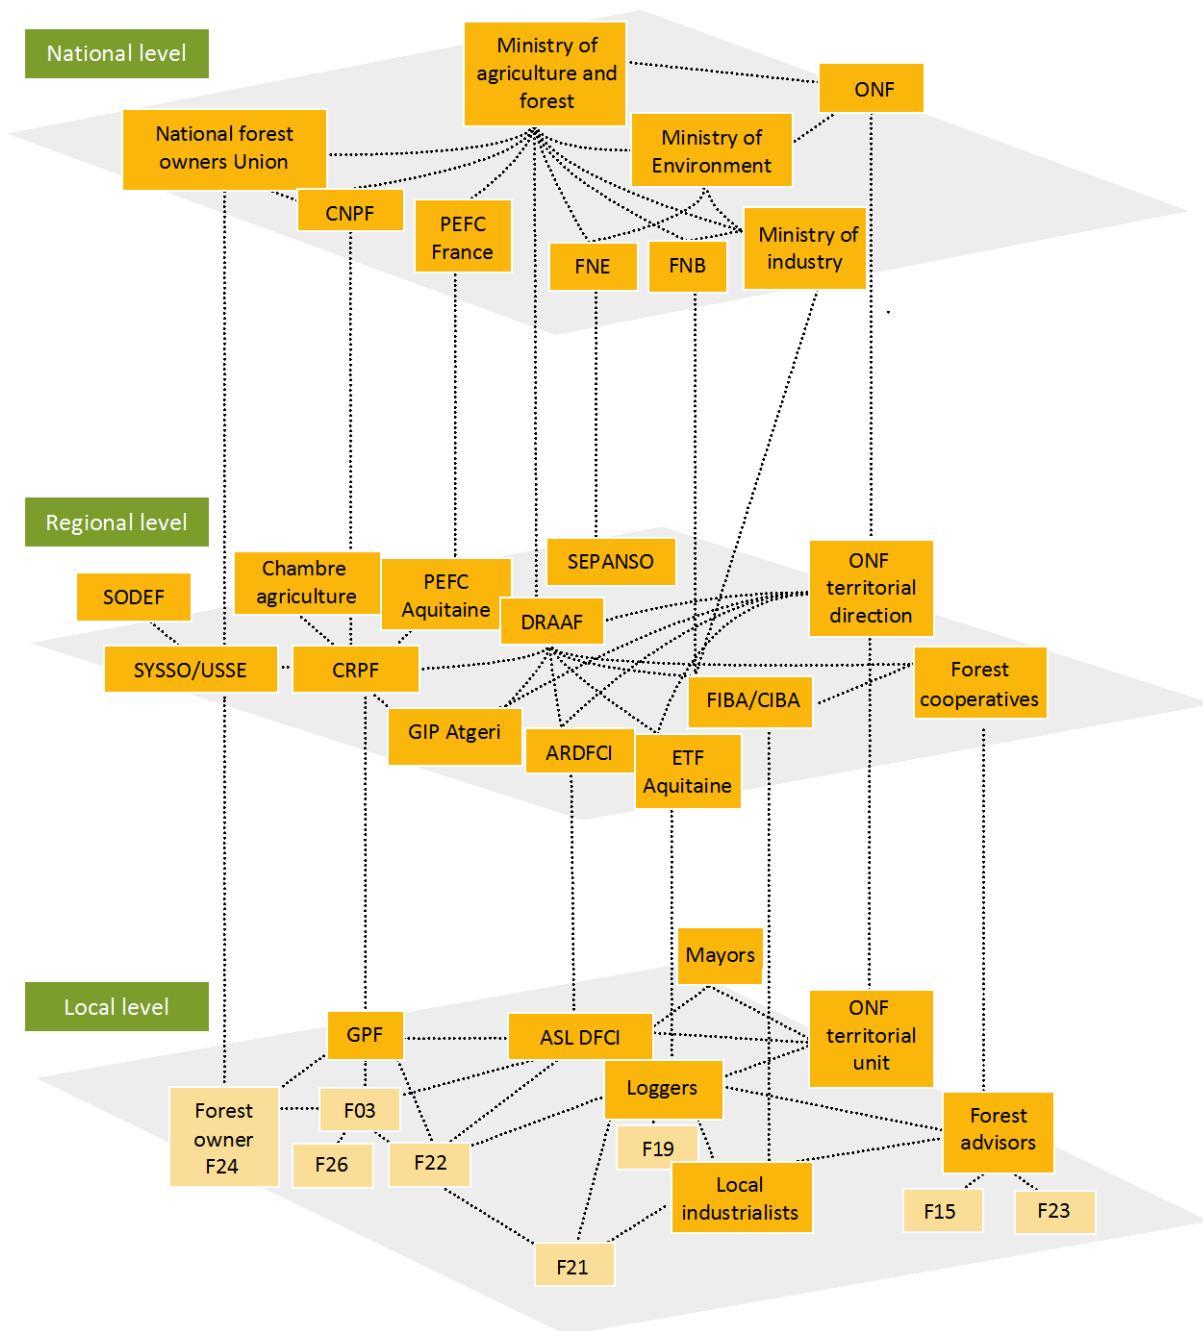 National level
Ministry of
agriculture and
forest
ONF
National forest
owners Union
Ministry of
Environment
CNPF
PEFC
France
FNE
FNB
Ministry of
industry
Regional level
SODEF
Chambre
agriculture
PEFC
Aquitaine
SEPANSO
DRAAF
ONF
territorial
direction
SYSSO/USSE
CRPF
GIP Atgeri
ARDFCI
ETF
Aquitaine
FIBA/CIBA
Forest
cooperatives
Local level
Mayors
GPF
ASL DFCI
ONF
territorial
unit
Loggers
Forest
owner
F24
F03
F26
F22
F19
Local
industrialists
Forest
advisors
F15
F23
F21